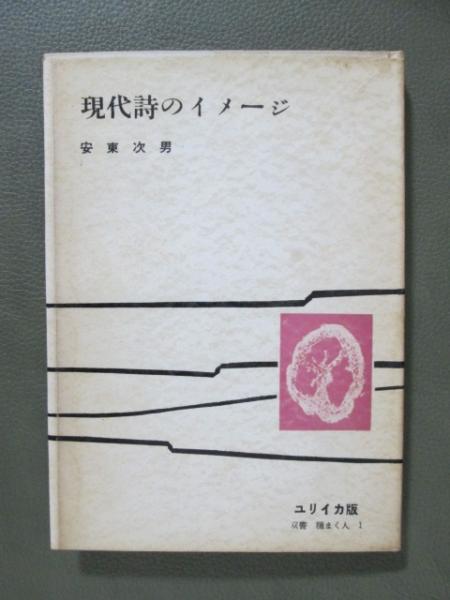 現代詩のイメージ
安東次男
ユリイカ版
双書 種まく人 1